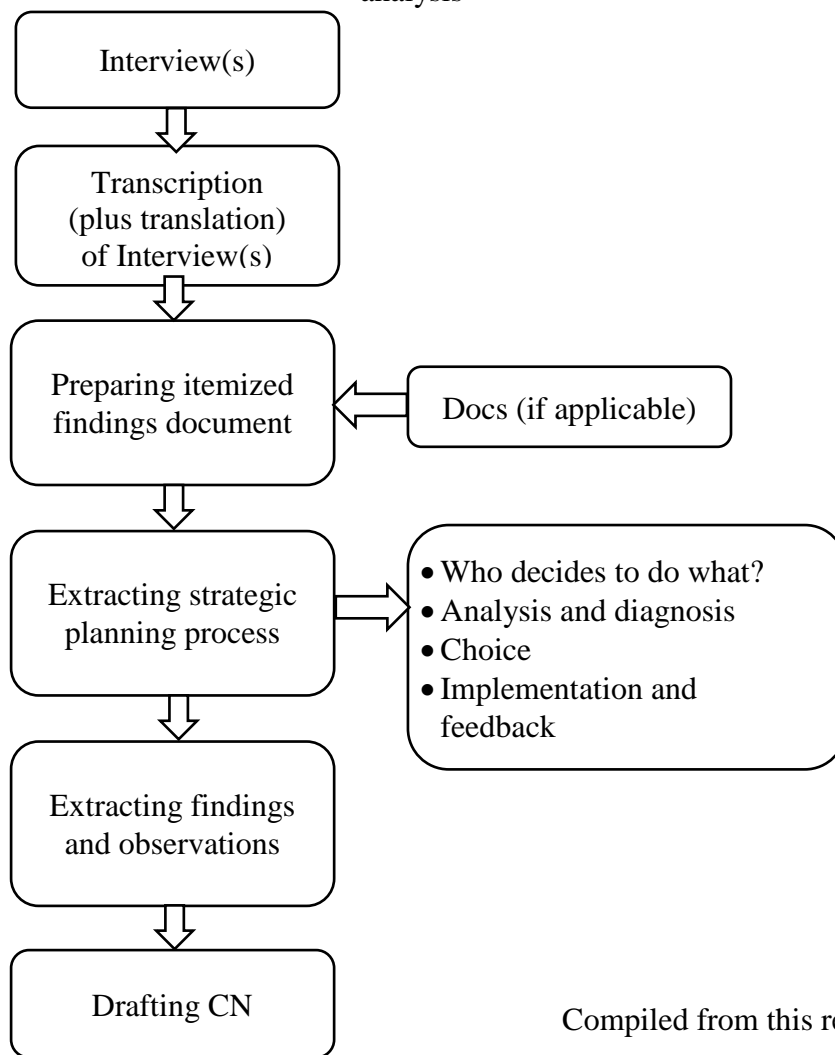 analysis
Interview(s)
Transcription
(plus translation)
of Interview(s)
Preparing itemized
findings document
Docs (if applicable)
Extracting strategic
planning process
• Who decides to do what?
• Analysis and diagnosis
• Choice
• Implementation and
feedback
Extracting findings
and observations
Drafting CN
Compiled from this re